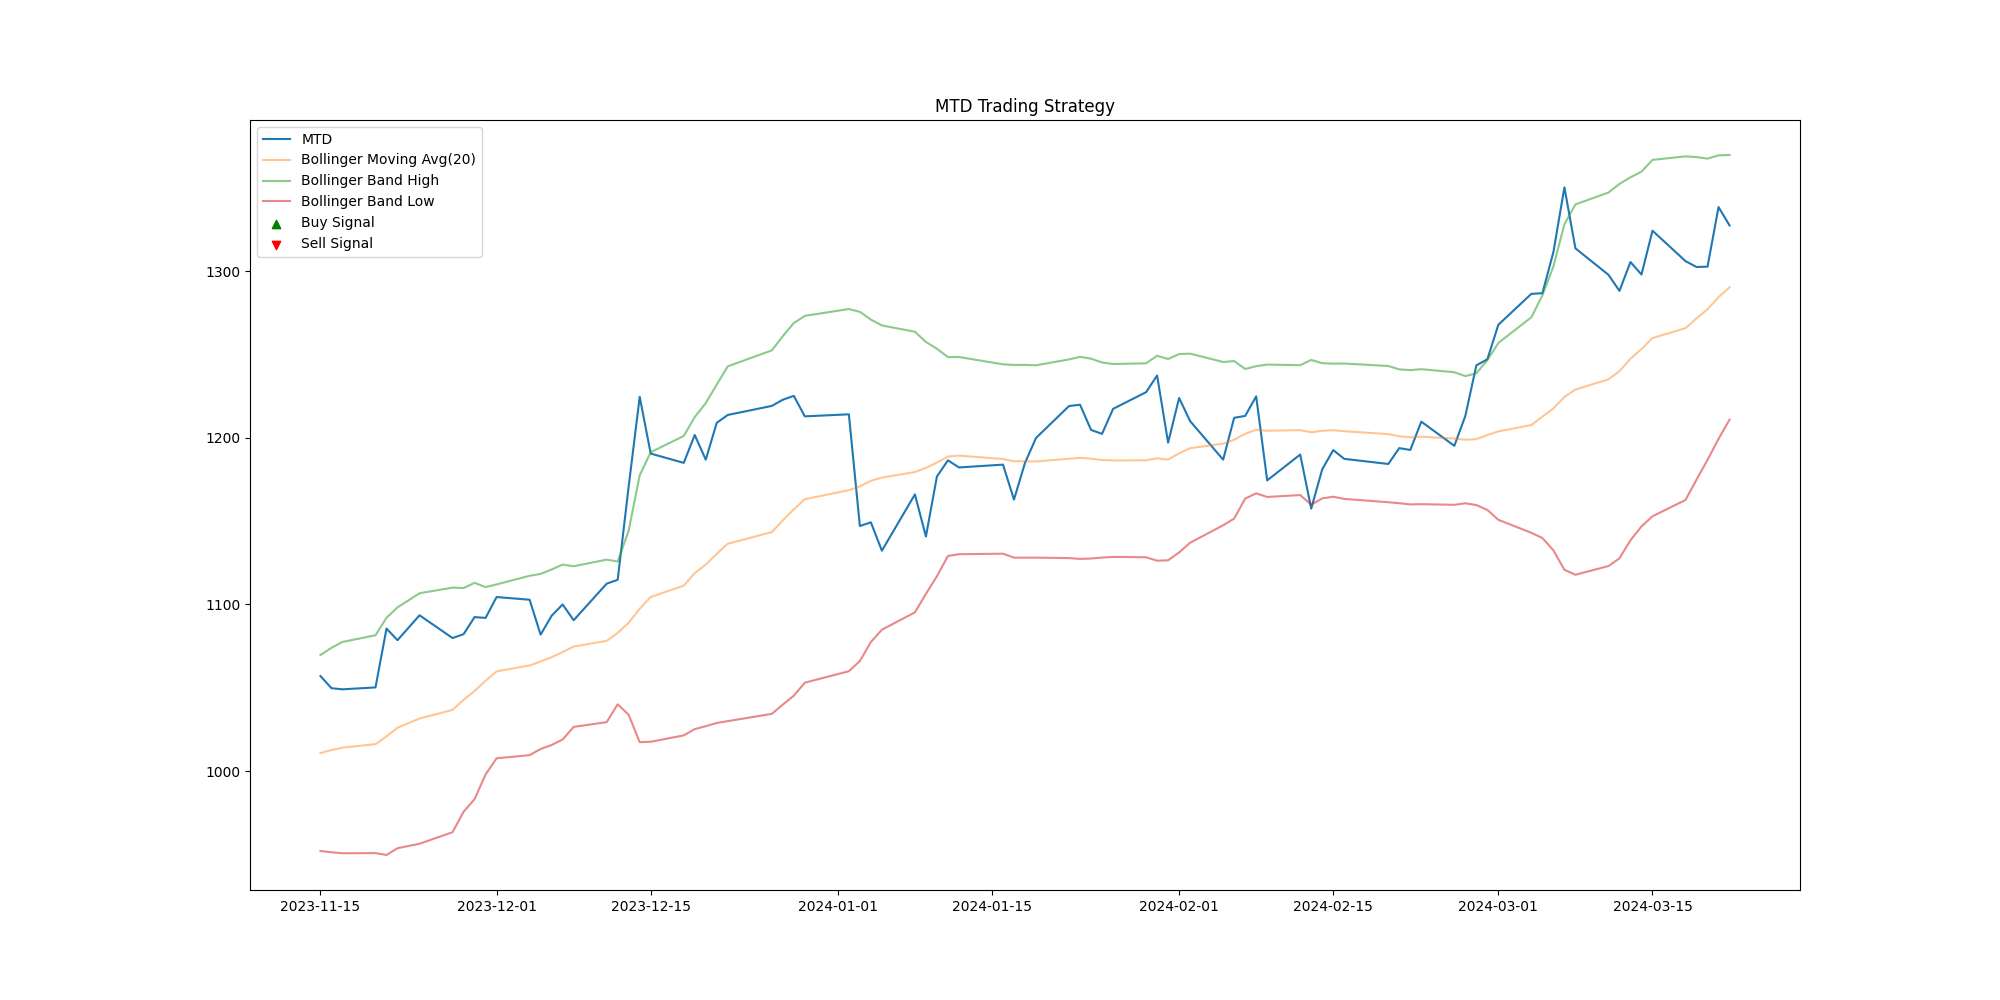 MTD Trading Strategy
MTD
Bollinger Moving Avg(20)
Bollinger Band High
Bollinger Band Low
Buy Signal
Sell Signal
1300
1200
1100
1000
2023-11-15 2023-12-01 2023-12-15 2024-01-01 2024-01-15 2024-02-01 2024-02-15 2024-03-01 2024-03-15